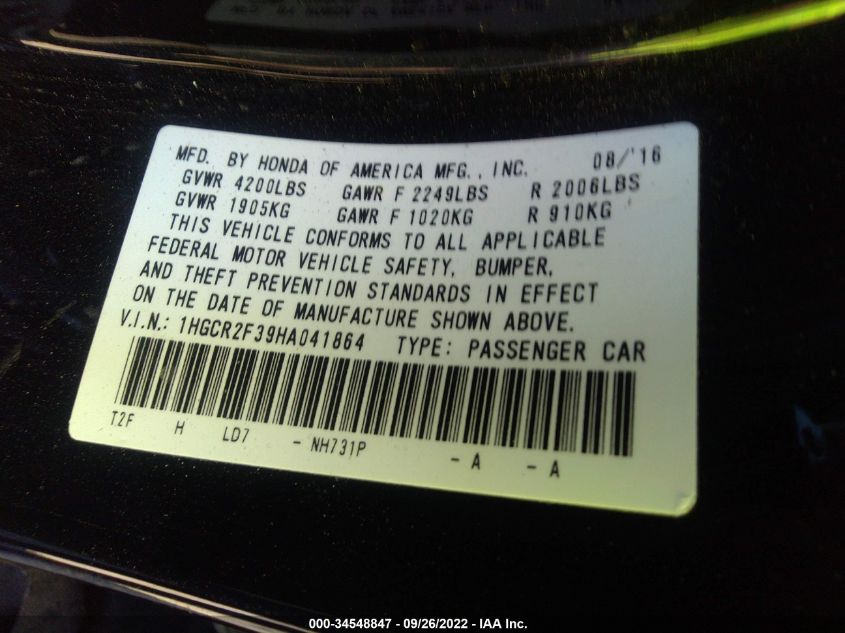 MFD. BY HONDA OF AMERICA MFG., INC. 08/'16
GVWR 4200LBS GAWR F 2249LBS R 2006LBS
GVWR 1905KG GAWR F 1020KG R 910KG
THIS VEHICLE CONFORMS TO ALL APPLICABLE
FEDERAL MOTOR VEHICLE SAFETY, BUMPER,
AND THEFT PREVENTION STANDARDS IN EFFECT
ON THE DATE OF MANUFACTURE SHOWN ABOVE.
V.I.N.: 1HGCR2F39HA041864 TYPE: PASSENGER CAR
T2F H LD7 - NH731P - A - A
000-34548847 - 09/26/2022 - IAA Inc.